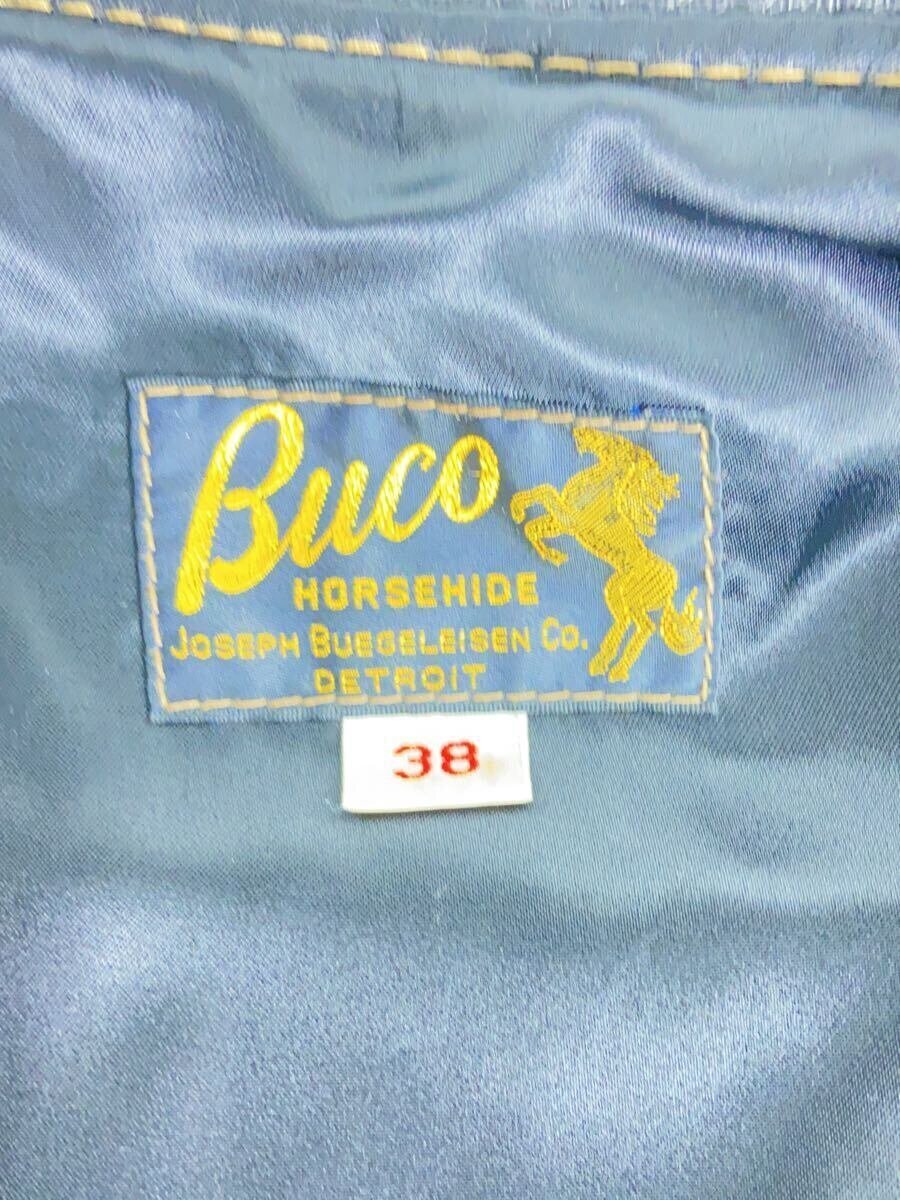 Buco
HORSEHIDE
JOSEPH BUEGELEISEN CO.
DETROIT
38